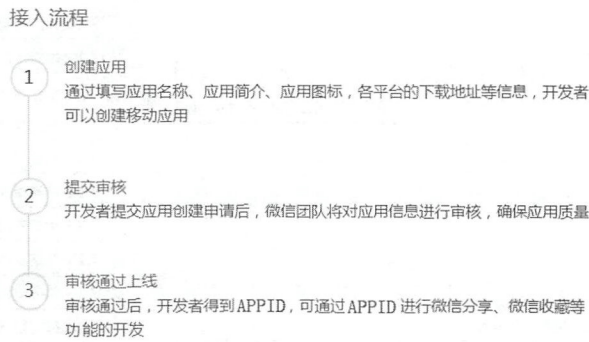 接入流程
1
创建应用
通过填写应用名称、应用简介、应用图标，各平台的下载地址等信息，开发者
可以创建移动应用
2
提交审核
开发者提交应用创建申请后，微信团队将对应用信息进行审核，确保应用质量
3
审核通过上线
审核通过后，开发者得到APPID，可通过APPID 进行微信分享、微信收藏等
功能的开发